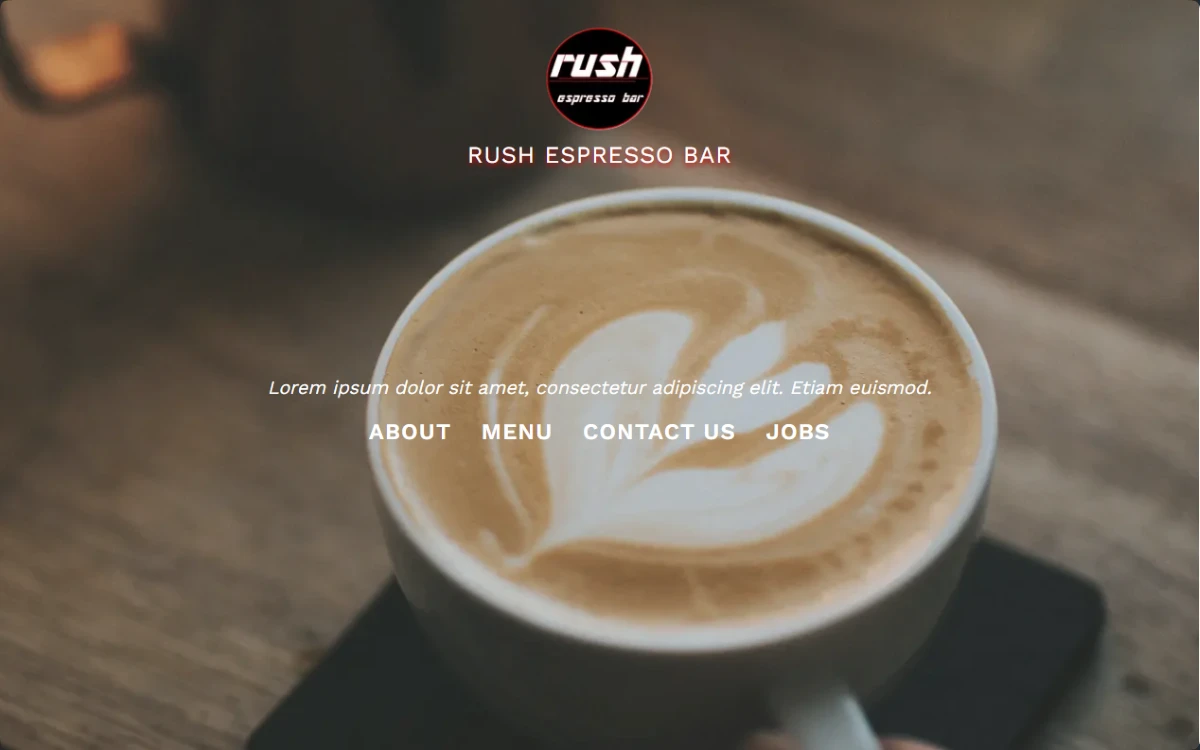 rush
espresso bar
RUSH ESPRESSO BAR
Lorem ipsum dolor sit amet, consectetur adipiscing elit. Etiam euismod.
ABOUT MENU CONTACT US JOBS